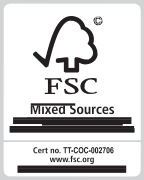 ©
FSC
Mixed Sources
Cert no. TT-COC-002706
www.fsc.org